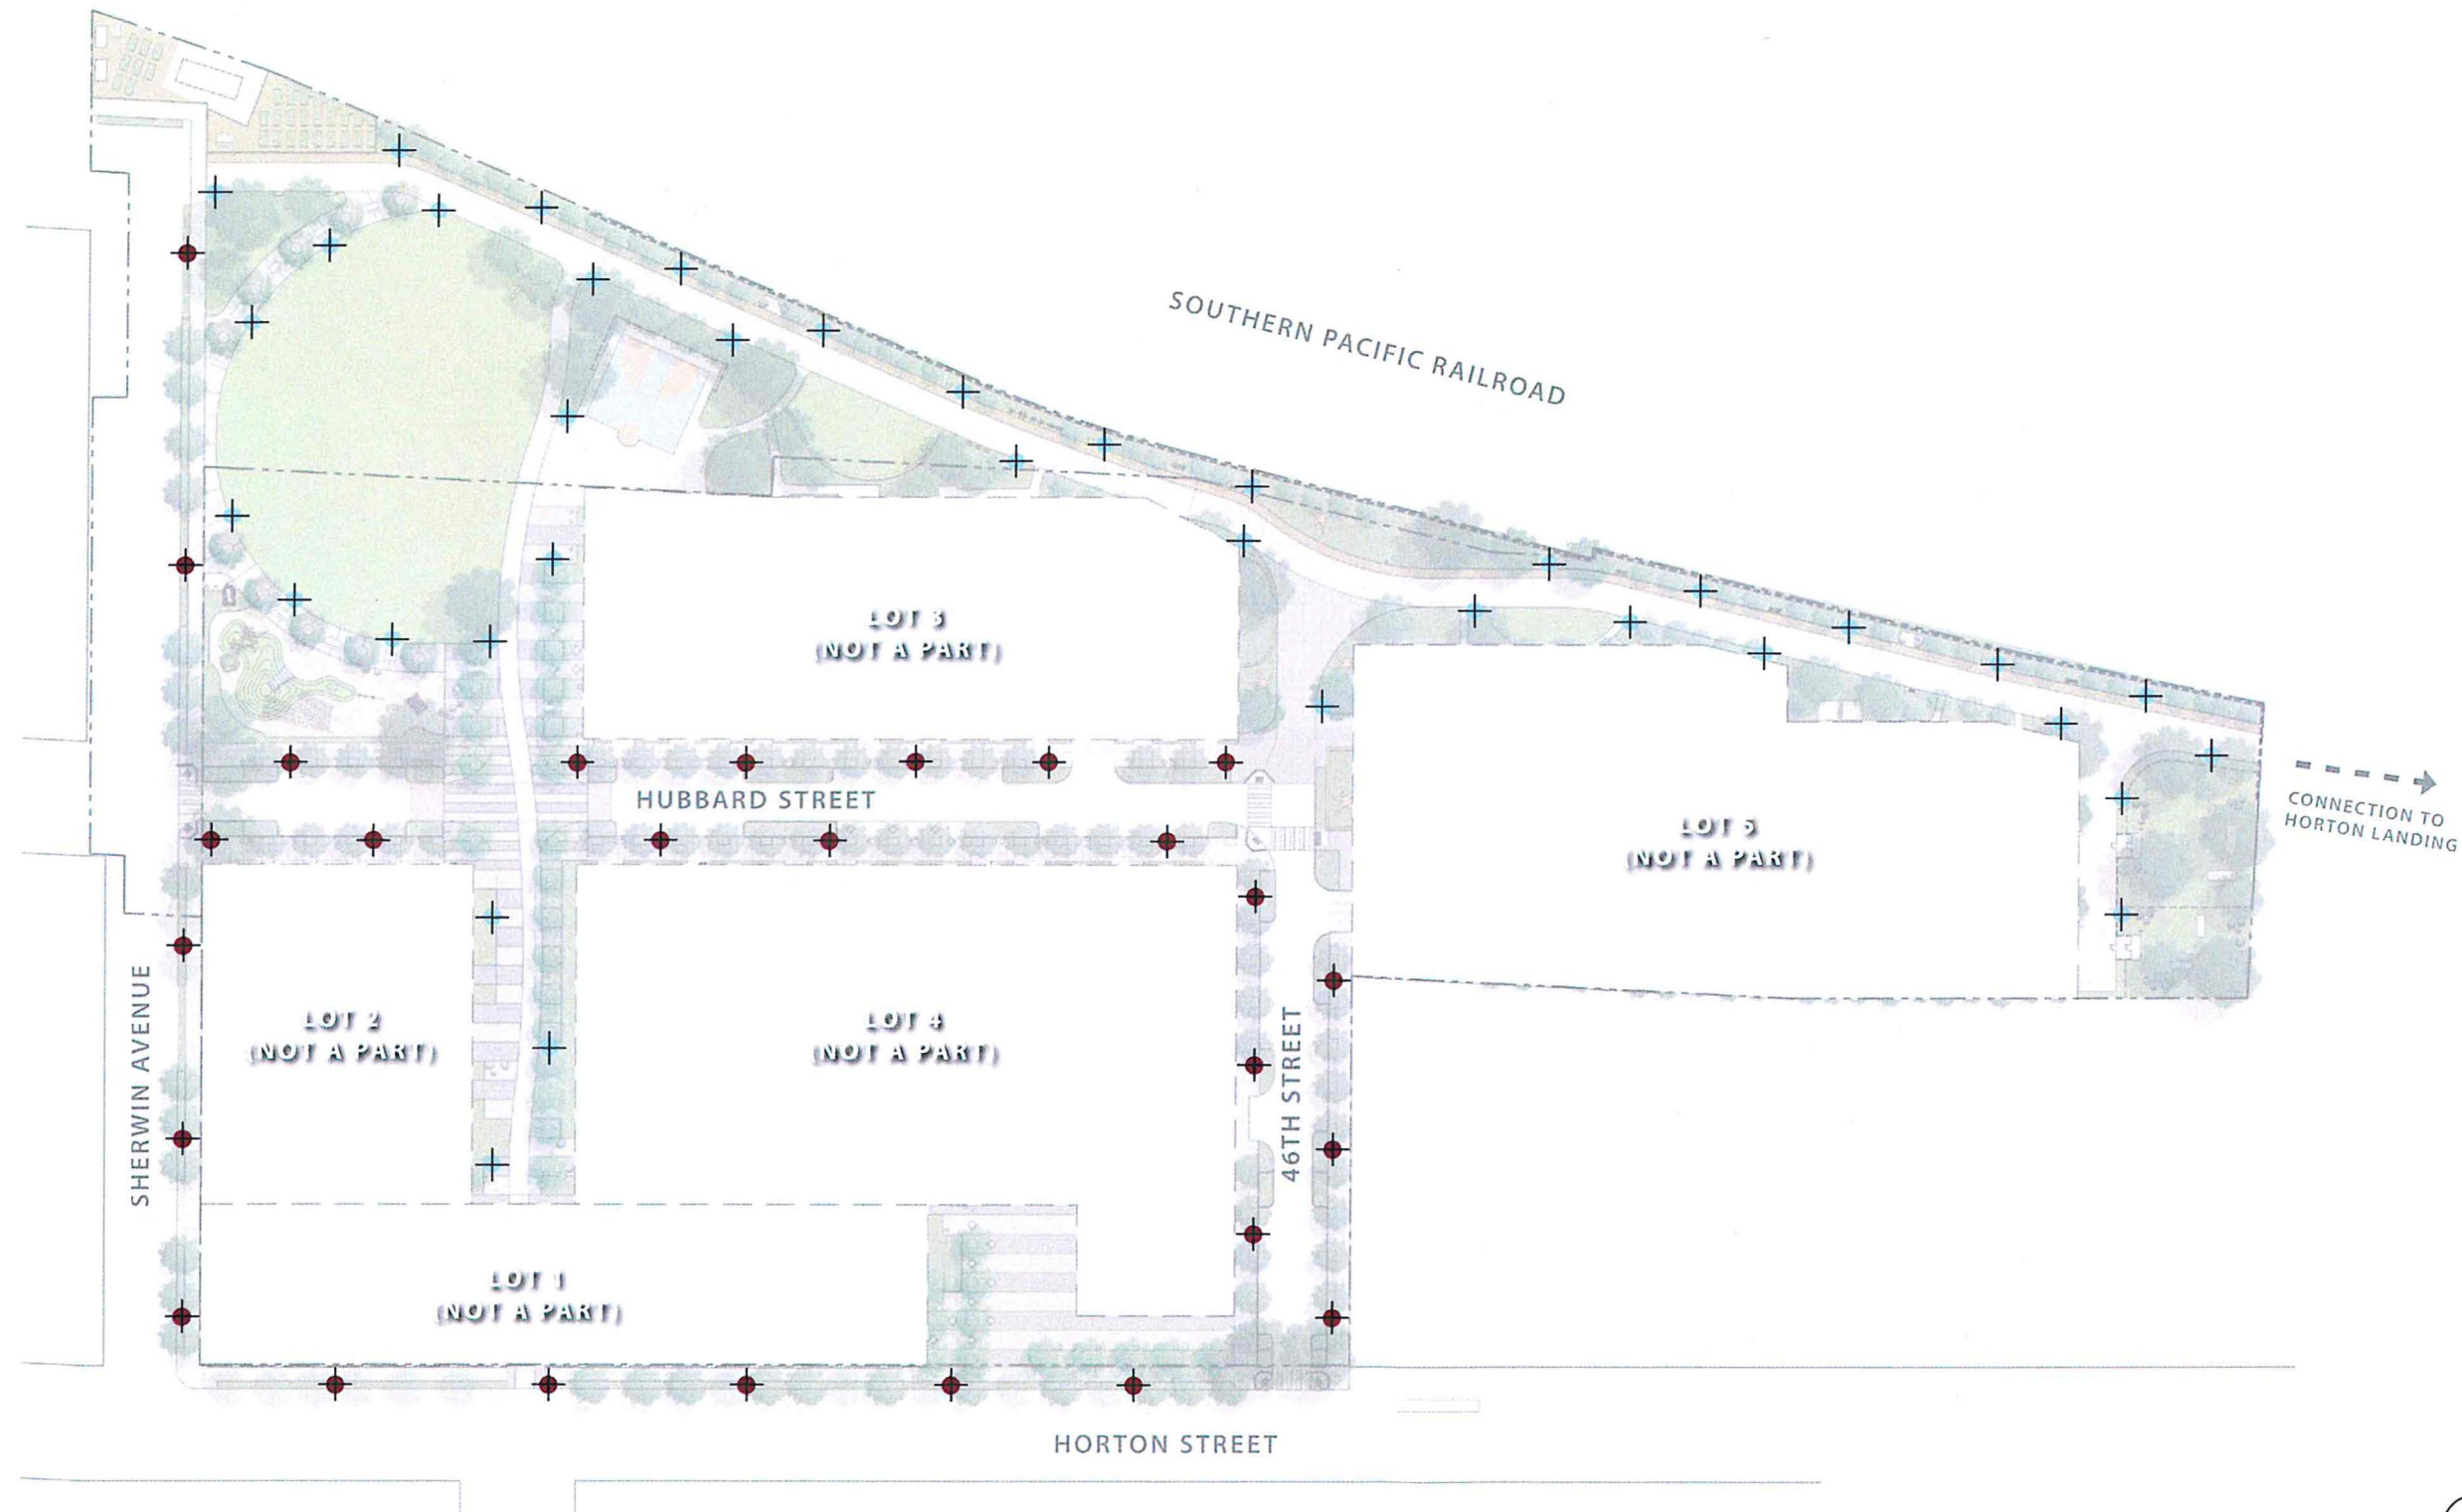 SOUTHERN PACIFIC RAILROAD
LOT 3
(NOT A PART)
HUBBARD STREET
CONNECTION TO
HORTON LANDING
LOT 5
(NOT A PART)
SHERWIN AVENUE
LOT 2
(NOT A PART)
LOT 4
(NOT A PART)
46TH STREET
LOT 1
(NOT A PART)
HORTON STREET